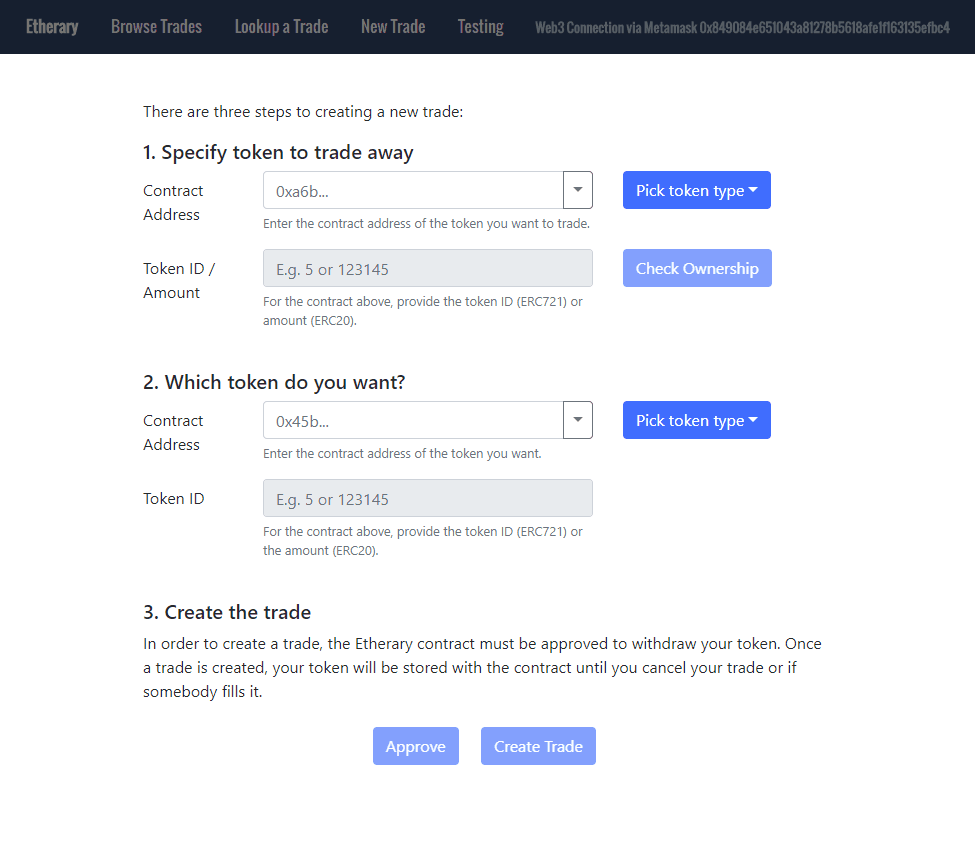 Etherary Browse Trades Lookup a Trade New Trade Testing Web3 Connection via Metamask 0x849084e651043a81278b5618afe1f163135efbc4
There are three steps to creating a new trade:
1. Specify token to trade away
Contract Address
0xa6b...
Pick token type
Enter the contract address of the token you want to trade.
Token ID / Amount
E.g. 5 or 123145
Check Ownership
For the contract above, provide the token ID (ERC721) or
amount (ERC20).
2. Which token do you want?
Contract Address
0x45b...
Pick token type
Enter the contract address of the token you want.
Token ID
E.g. 5 or 123145
For the contract above, provide the token ID (ERC721) or
the amount (ERC20).
3. Create the trade
In order to create a trade, the Etherary contract must be approved to withdraw your token. Once
a trade is created, your token will be stored with the contract until you cancel your trade or if
somebody fills it.
Approve Create Trade